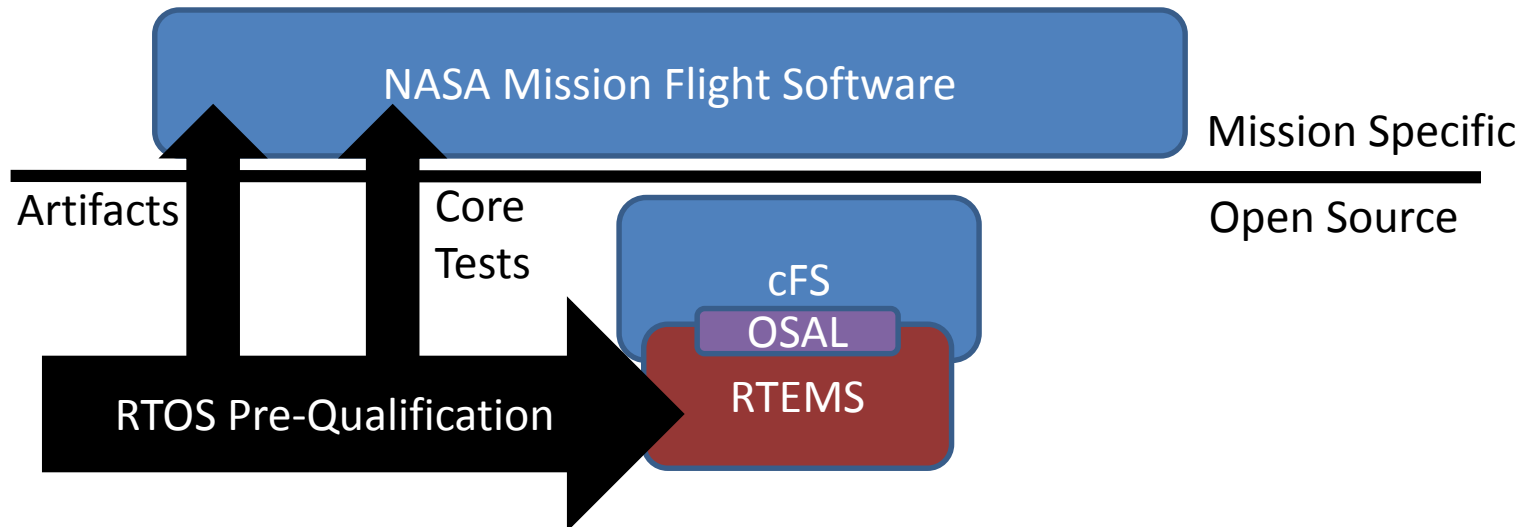 NASA Mission Flight Software
Mission Specific
Artifacts
Core
Tests
Open Source
cFS
OSAL
RTEMS
RTOS Pre-Qualification